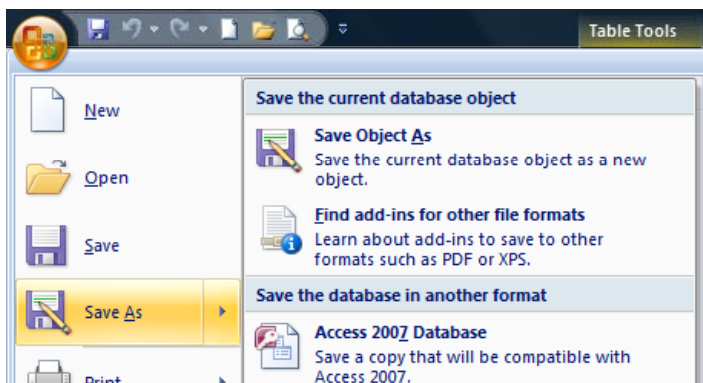 Table Tools
New
Open
Save
Save As
Print
Save the current database object
Save Object As
Save the current database object as a new
object.
Find add-ins for other file formats
Learn about add-ins to save to other
formats such as PDF or XPS.
Save the database in another format
Access 2007 Database
Save a copy that will be compatible with
Access 2007.